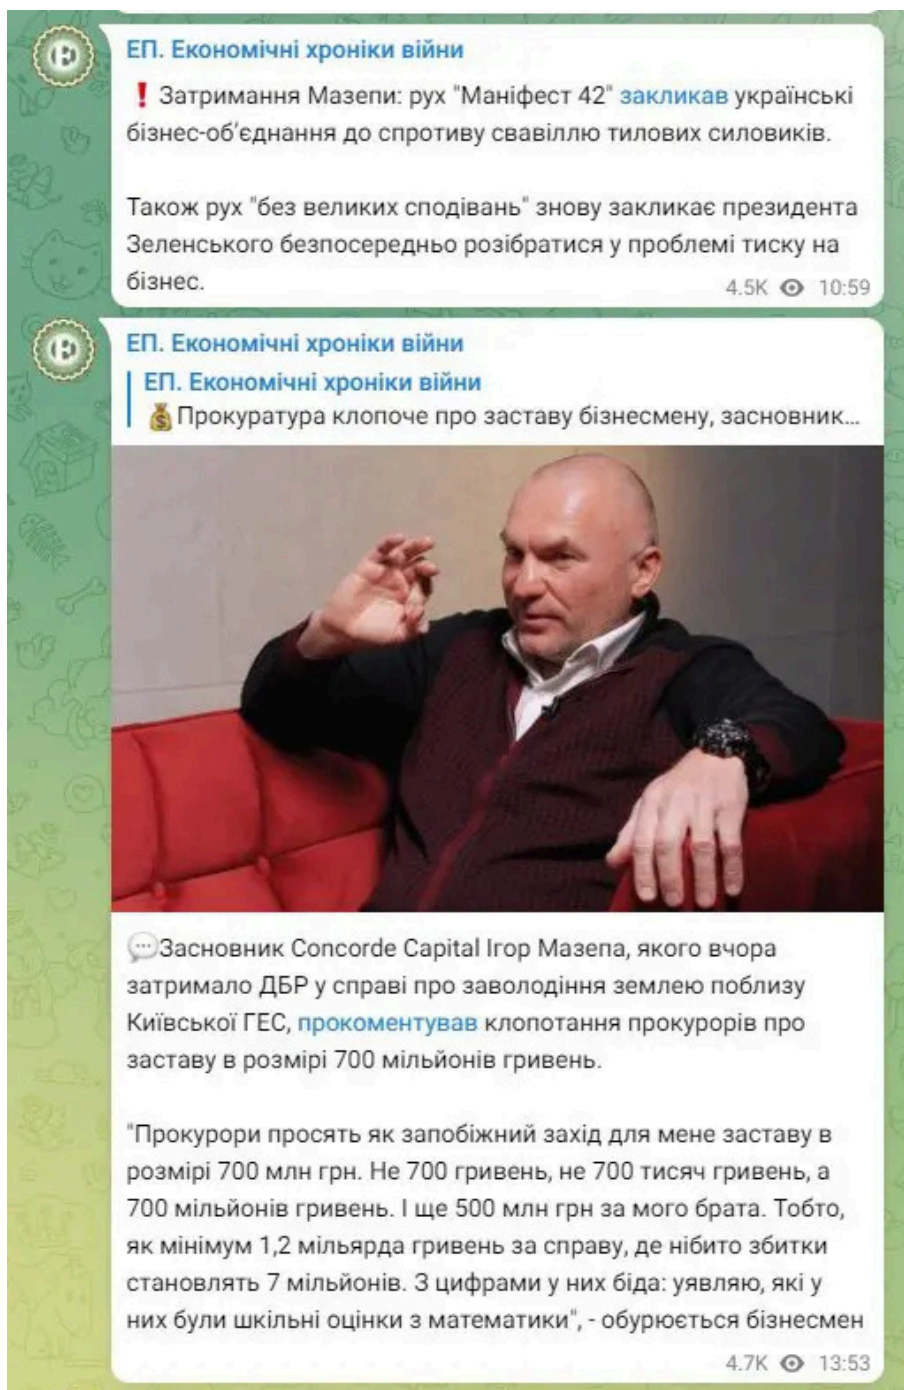 ЕП. Економічні хроніки війни
❗ Затримання Мазепи: рух "Маніфест 42" закликав українські
бізнес-об'єднання до спротиву свавіллю тилових силовиків.
Також рух "без великих сподівань" знову закликає президента
Зеленського безпосередньо розібратися у проблемі тиску на
бізнес.
4.5K 10:59
ЕП. Економічні хроніки війни
ЕП. Економічні хроніки війни
💰Прокуратура клопоче про заставу бізнесмену, засновник...
💬Засновник Concorde Capital Ігор Мазепа, якого вчора
затримало ДБР у справі про заволодіння землею поблизу
Київської ГЕС, прокоментував клопотання прокурорів про
заставу в розмірі 700 мільйонів гривень.
"Прокурори просять як запобіжний захід для мене заставу в
розмірі 700 млн грн. Не 700 гривень, не 700 тисяч гривень, а
700 мільйонів гривень. І ще 500 млн грн за мого брата. Тобто,
як мінімум 1,2 мільярда гривень за справу, де нібито збитки
становлять 7 мільйонів. З цифрами у них біда: уявляю, які у
них були шкільні оцінки з математики", - обурюється бізнесмен
4.7K 13:53